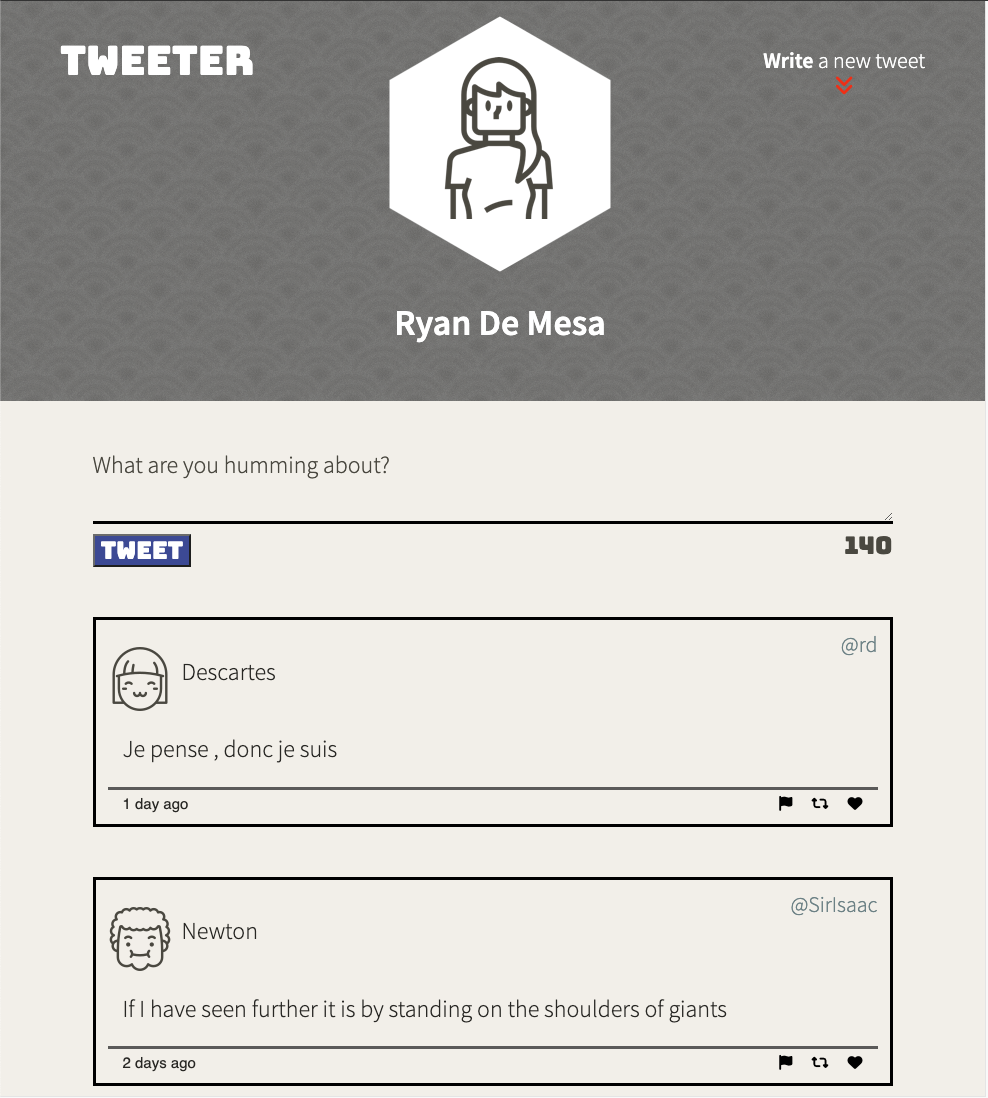 TWEETER
Write a new tweet
Ryan De Mesa
What are you humming about?
TWEET
140
@rd
Descartes
Je pense , donc je suis
1 day ago
@SirIsaac
Newton
If I have seen further it is by standing on the shoulders of giants
2 days ago